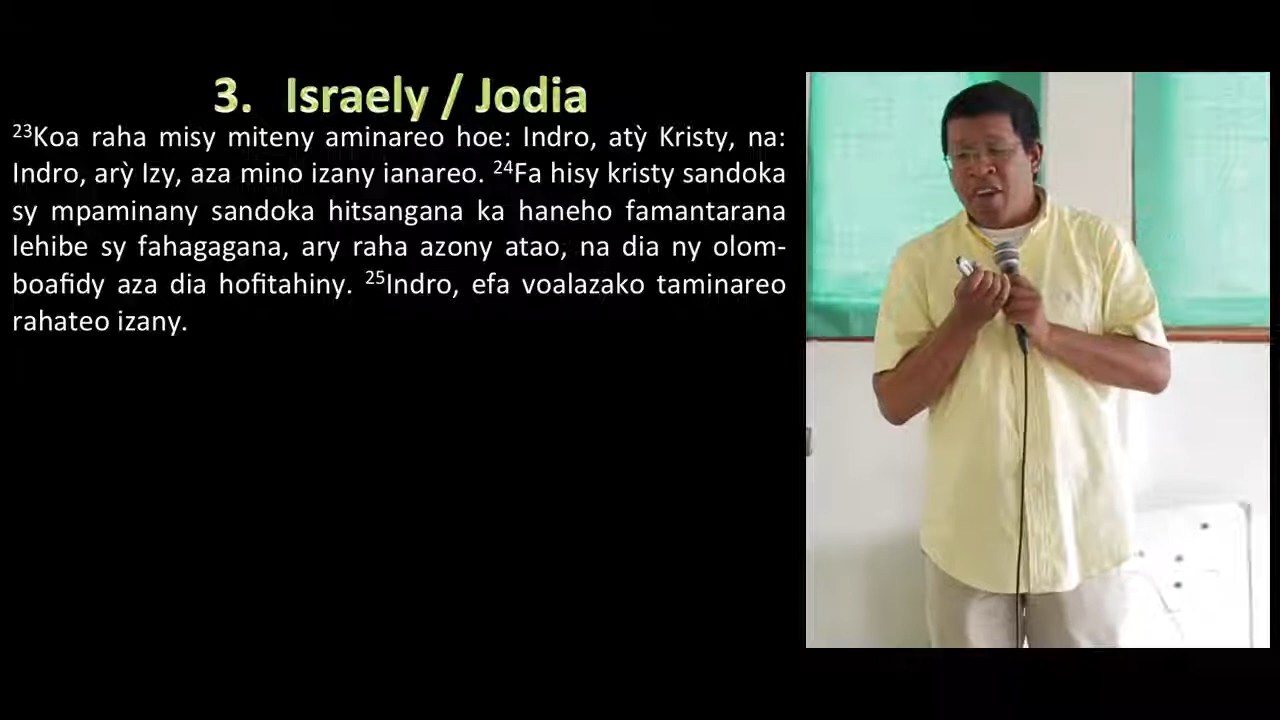 3. Israely / Jodia
²³Koa raha misy miteny aminareo hoe: Indro, atỳ Kristy, na:
Indro, arỳ Izy, aza mino izany ianareo. ²⁴Fa hisy kristy sandoka
sy mpaminany sandoka hitsangana ka haneho famantarana
lehibe sy fahagagana, ary raha azony atao, na dia ny olom-
boafidy aza dia hofitahiny. ²⁵Indro, efa voalazako taminareo
rahateo izany.